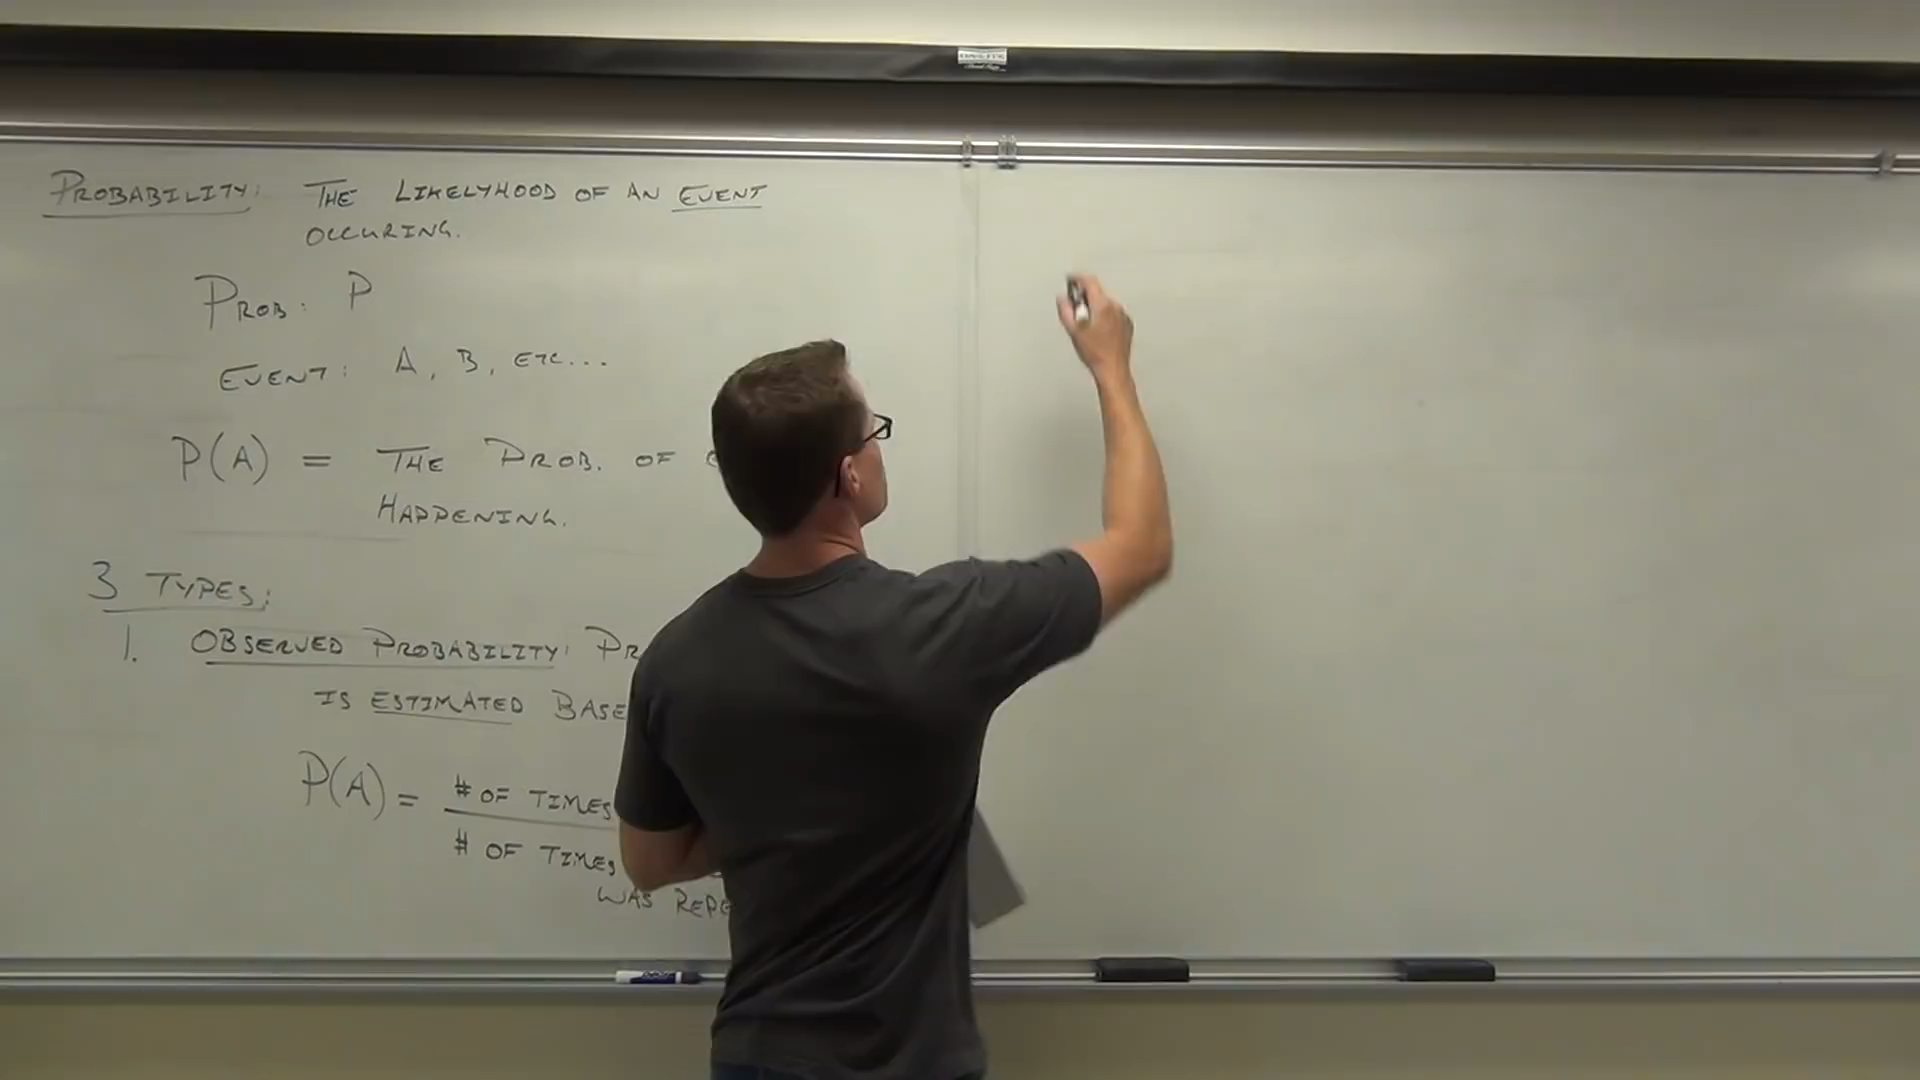 PROBABILITY: THE LIKELYHOOD OF AN EVENT
OCCURING.
PROB: P
EVENT: A, B, ETC...
P(A) = THE PROB. OF
HAPPENING.
3 TYPES:
1. OBSERVED PROBABILITY: PR
IS ESTIMATED BASE
P(A) = # OF TIMES
# OF TIMES
WAS REPE